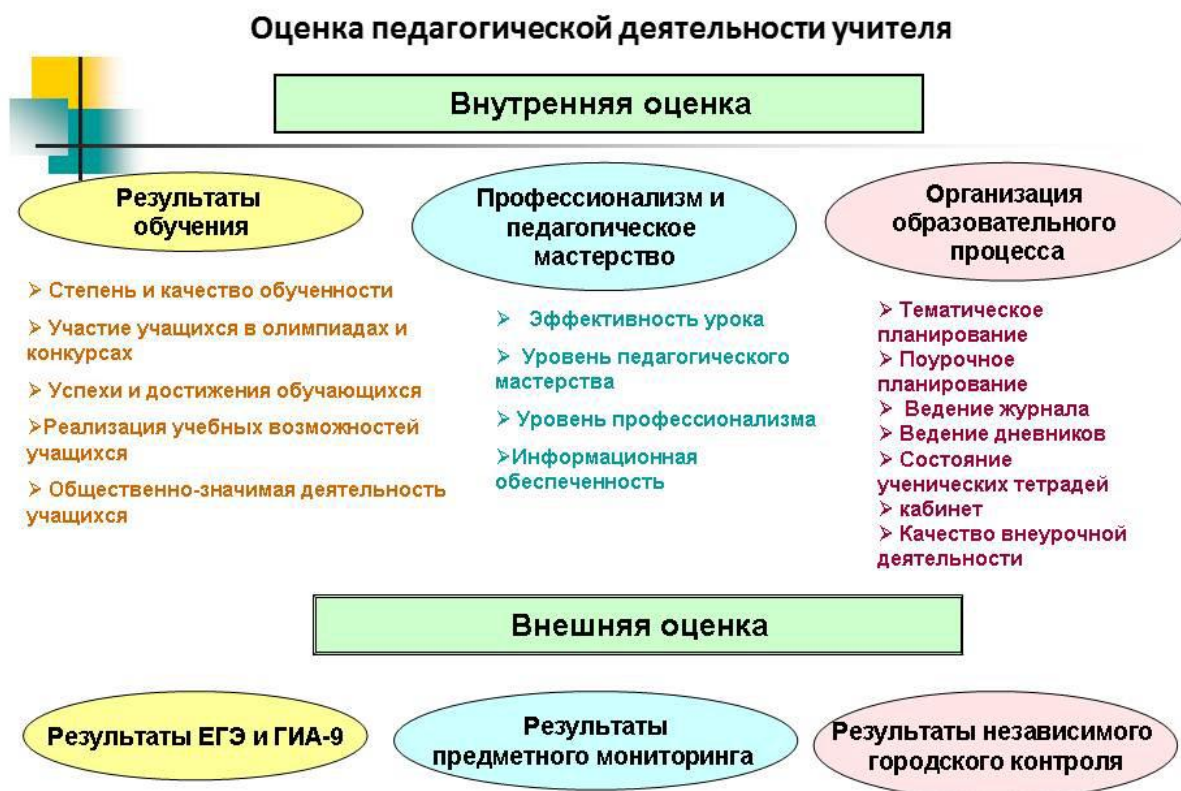 Оценка педагогической деятельности учителя
Внутренняя оценка
Результаты
обучения
➢ Степень и качество обученности
➢ Участие учащихся в олимпиадах и
конкурсах
➢ Успехи и достижения обучающихся
➢Реализация учебных возможностей
учащихся
➢ Общественно-значимая деятельность
учащихся
Профессионализм и
педагогическое
мастерство
➢ Эффективность урока
➢ Уровень педагогического
мастерства
➢ Уровень профессионализма
➢Информационная
обеспеченность
Организация
образовательного
процесса
➢ Тематическое
планирование
➢ Поурочное
планирование
➢ Ведение журнала
➢ Ведение дневников
➢ Состояние
ученических тетрадей
➢ кабинет
➢ Качество внеурочной
деятельности
Внешняя оценка
Результаты ЕГЭ и ГИА-9
Результаты
предметного мониторинга
Результаты независимого
городского контроля